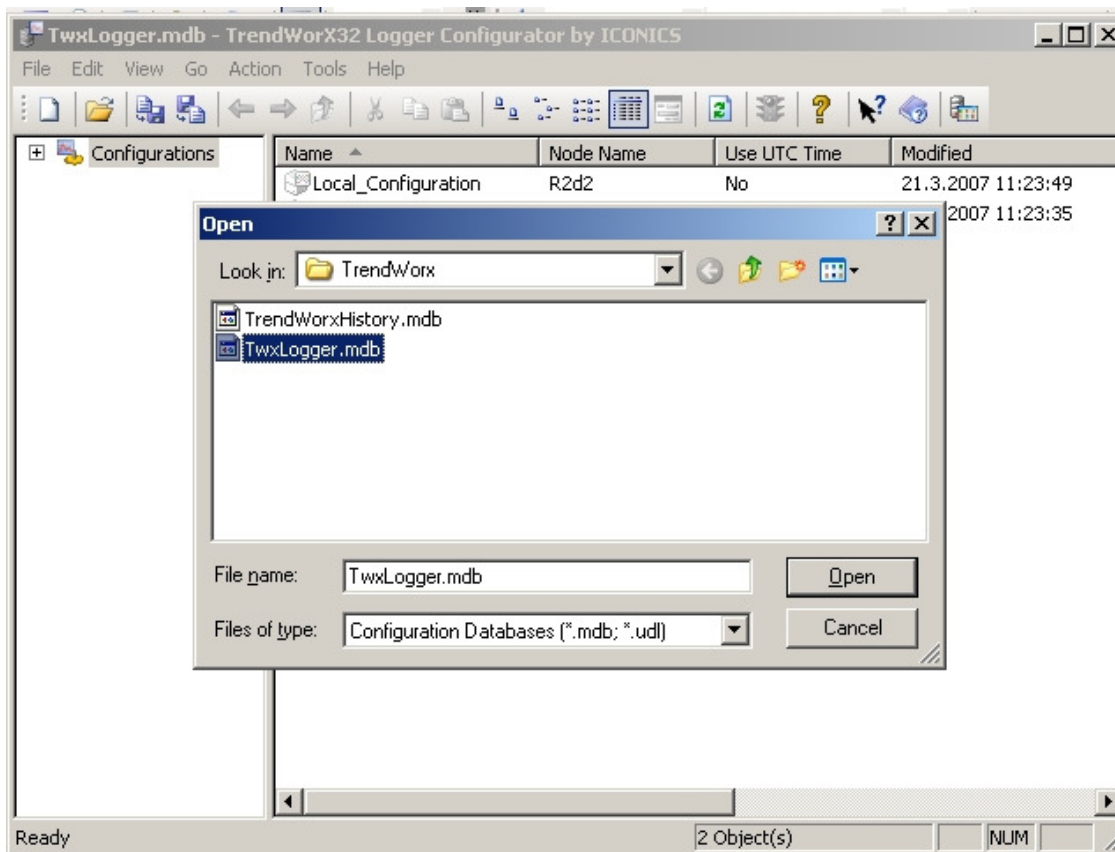 TwxLogger.mdb - TrendWorX32 Logger Configurator by ICONICS
File Edit View Go Action Tools Help
Configurations
Name Node Name Use UTC Time Modified
Local_Configuration R2d2 No 21.3.2007 11:23:49
2007 11:23:35
Open
Look in: TrendWorx
TrendWorxHistory.mdb
TwxLogger.mdb
File name: TwxLogger.mdb Open
Files of type: Configuration Databases (*.mdb; *.udl) Cancel
Ready 2 Object(s) NUM